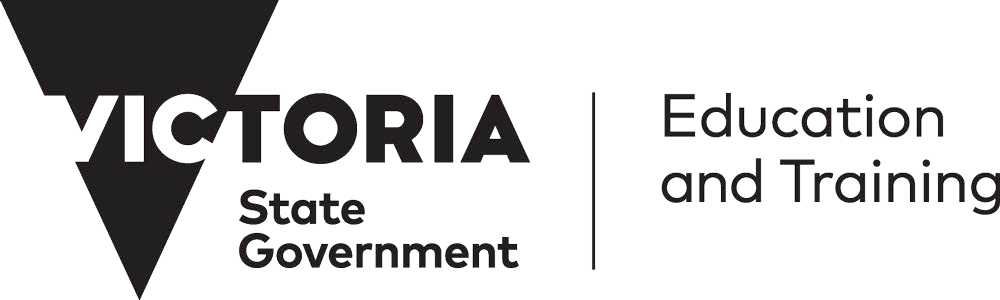 VICTORIA
State
Government
Education
and Training